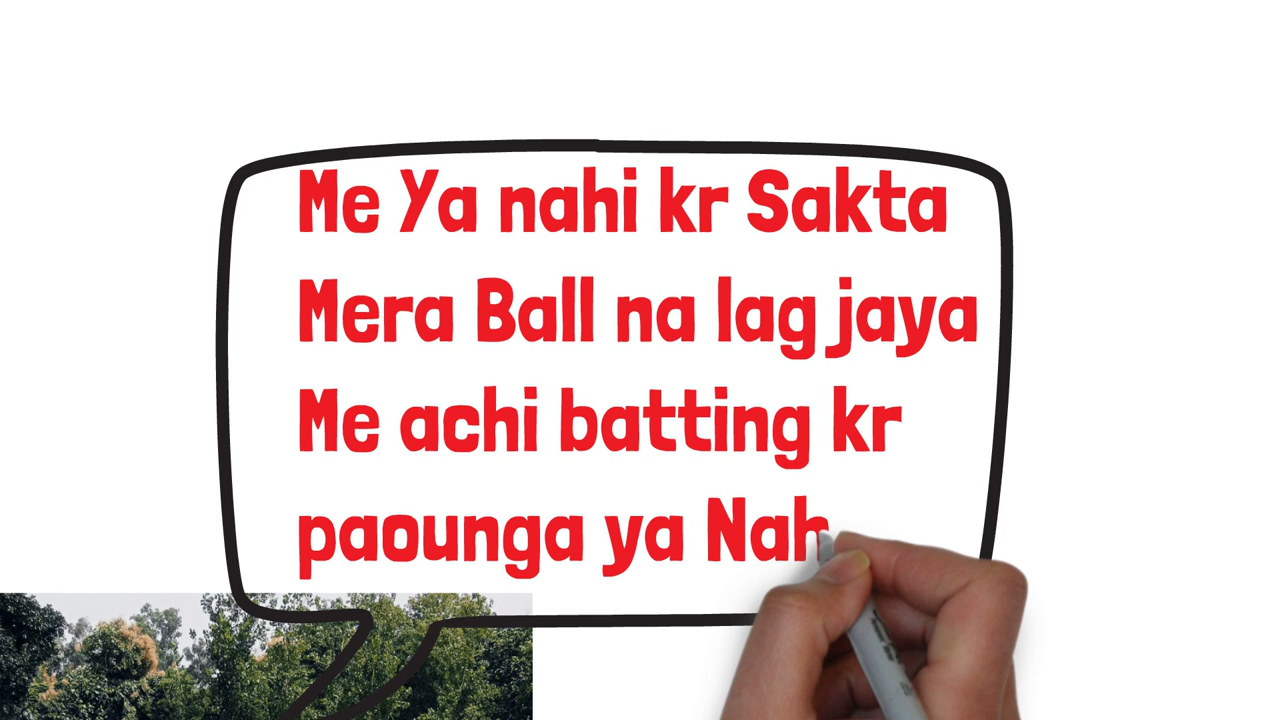 Me Ya nahi kr Sakta
Mera Ball na lag jaya
Me achi batting kr
paounga ya Nah